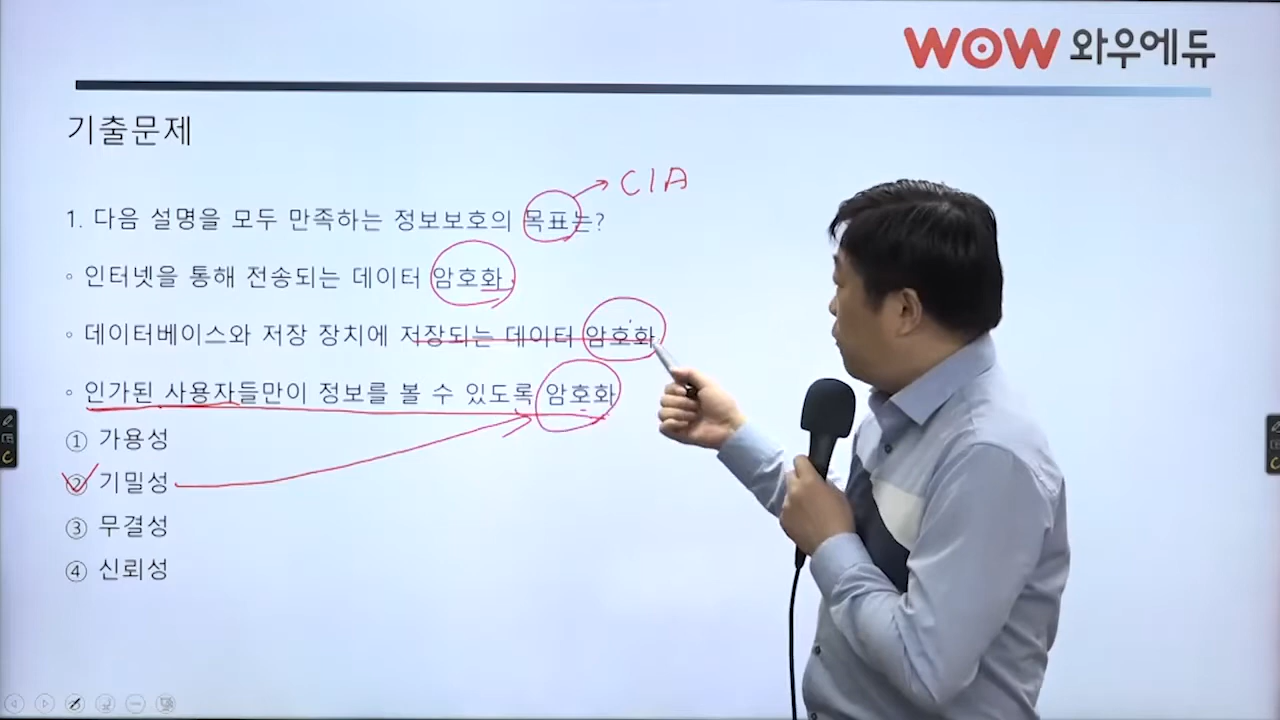 WOW 와우에듀
기출문제
CIA
1. 다음 설명을 모두 만족하는 정보보호의 목표는?
◦ 인터넷을 통해 전송되는 데이터 암호화
◦ 데이터베이스와 저장 장치에 저장되는 데이터 암호화
◦ 인가된 사용자들만이 정보를 볼 수 있도록 암호화
① 가용성
② 기밀성
③ 무결성
④ 신뢰성